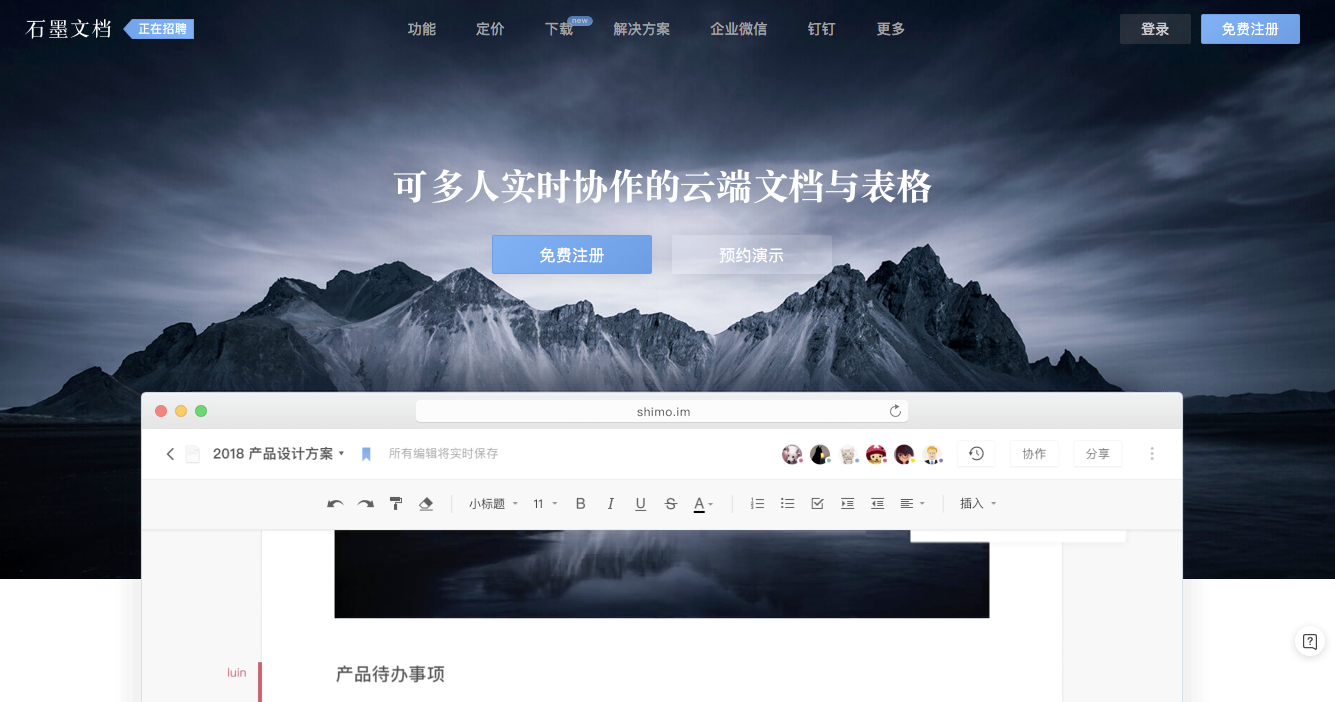 石墨文档 正在招聘 功能 定价 下载 new 解决方案 企业微信 钉钉 更多 登录 免费注册
可多人实时协作的云端文档与表格
免费注册 预约演示
shimo.im
2018 产品设计方案 所有编辑将实时保存 协作 分享
小标题 11 B I U S A 插入
luin 产品待办事项